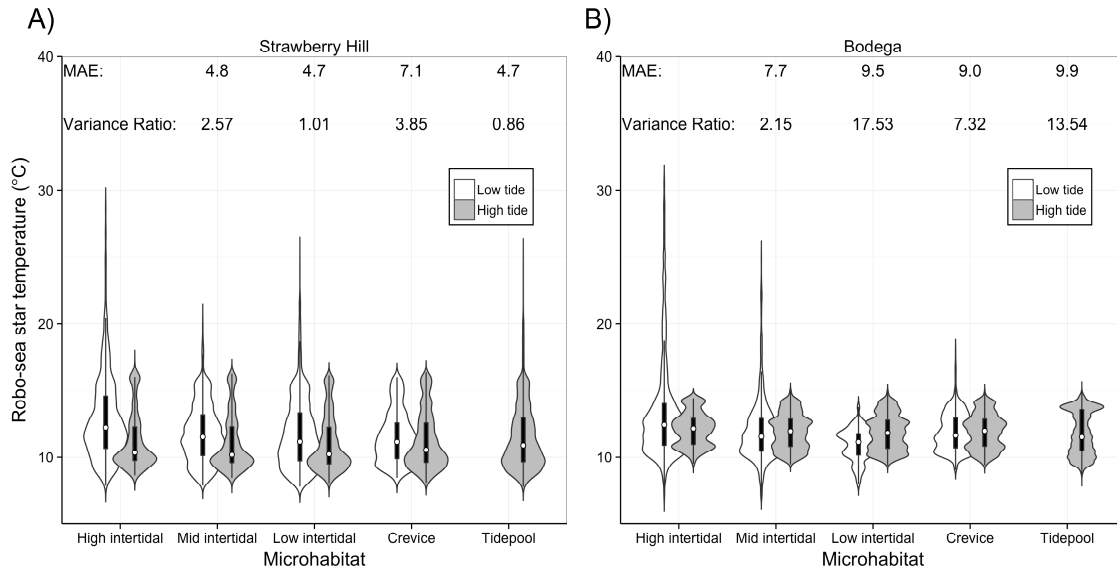 A)
Strawberry Hill
40
MAE: 4.8 4.7 7.1 4.7
Variance Ratio: 2.57 1.01 3.85 0.86
30
Low tide
High tide
20
10
Robo-sea star temperature (°C)
High intertidal Mid intertidal Low intertidal Crevice Tidepool
Microhabitat
B)
Bodega
40
MAE: 7.7 9.5 9.0 9.9
Variance Ratio: 2.15 17.53 7.32 13.54
30
Low tide
High tide
20
10
High intertidal Mid intertidal Low intertidal Crevice Tidepool
Microhabitat